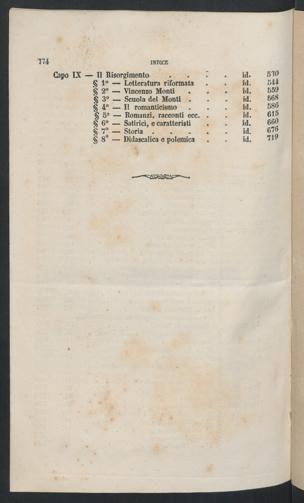 774 INDICE
Capo IX — Il Risorgimento . . . . id. 530
§ 1° — Letteratura riformata . . id. 544
§ 2° — Vincenzo Monti . . . id. 559
§ 3° — Scuola del Monti . . . id. 568
§ 4° — Il romanticismo . . . id. 586
§ 5° — Romanzi, racconti ecc. . . id. 615
§ 6° — Satirici, e caratteristi . . id. 660
§ 7° — Storia . . . . . id. 676
§ 8° — Didascalica e polemica . . id. 719